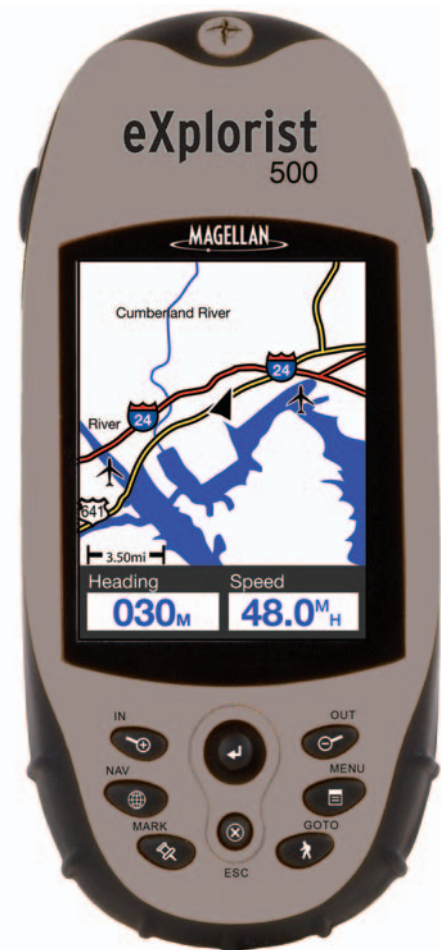 eXplorist
500
MAGELLAN
Cumberland River
24
24
River
641
3.50mi
Heading Speed
030M 48.0MH
IN OUT
NAV MENU
MARK GOTO
ESC